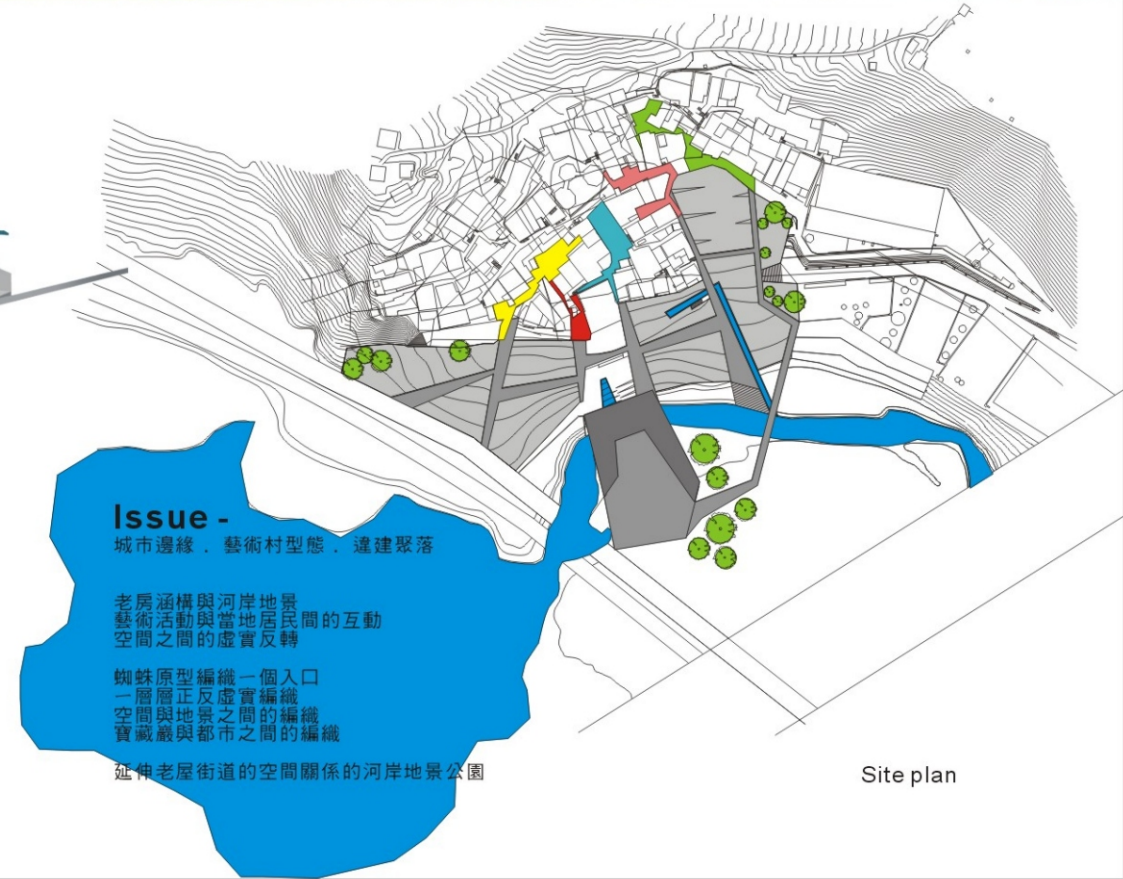 Issue -
城市邊緣 . 藝術村型態 . 違建聚落
老房涵構與河岸地景
藝術活動與當地居民間的互動
空間之間的虛實反轉
蜘蛛原型編織一個入口
一層層正反虛實編織
空間與地景之間的編織
寶藏巖與都市之間的編織
延伸老屋街道的空間關係的河岸地景公園
Site plan